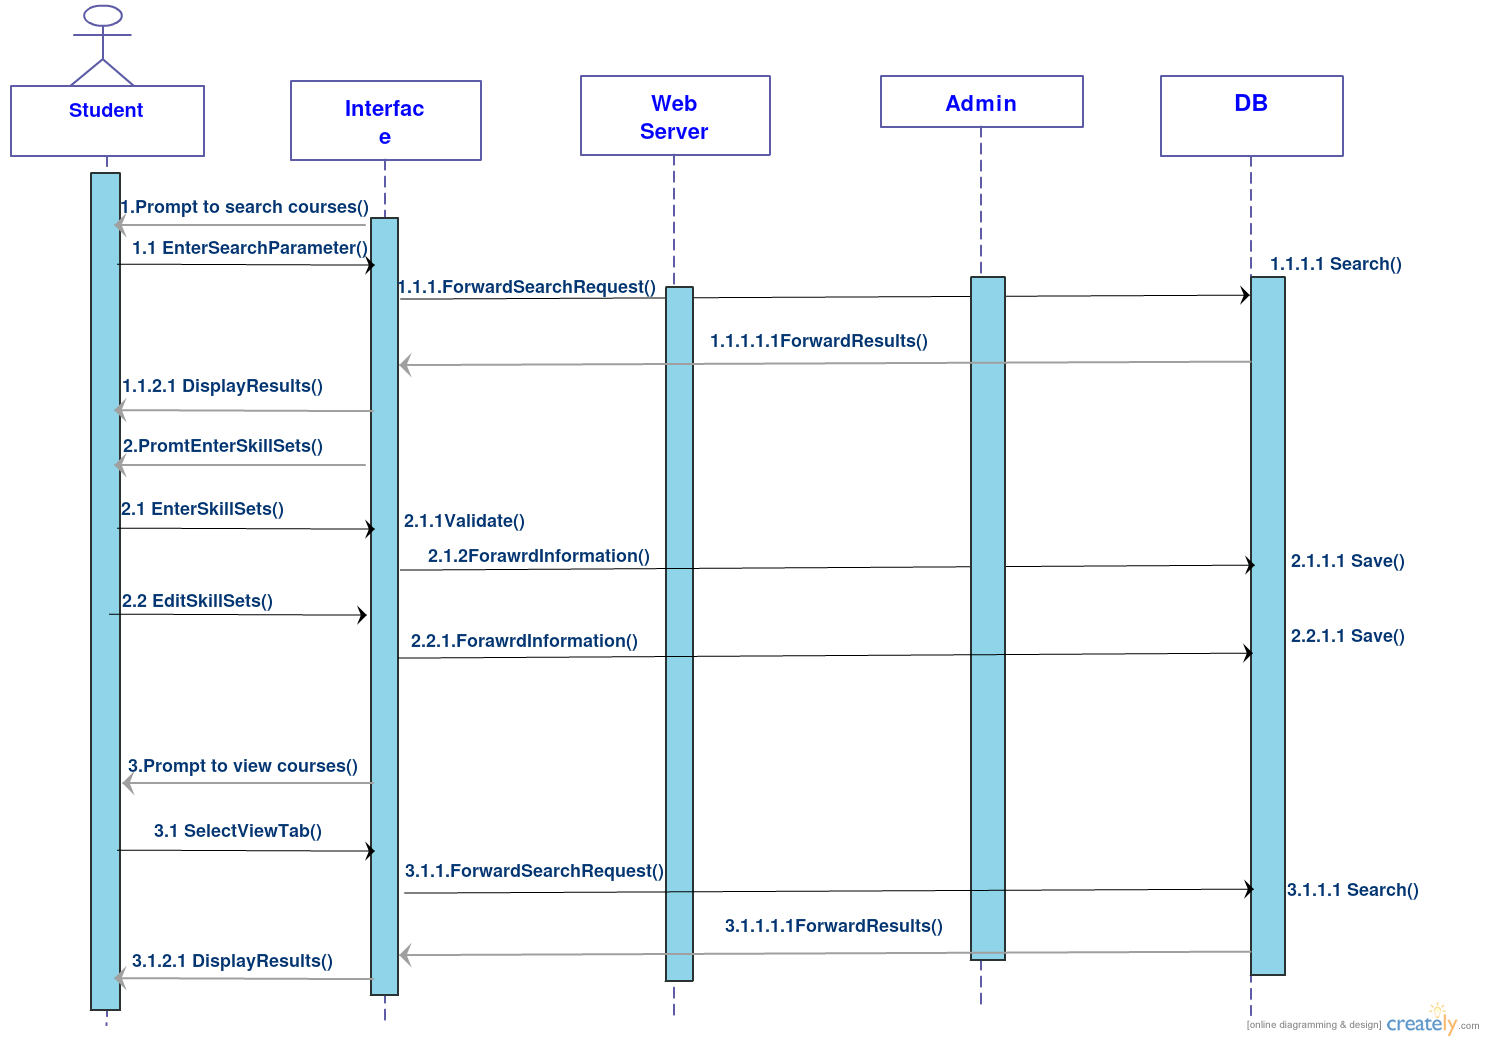 Student
Interfac
e
Web
Server
Admin
DB
1.Prompt to search courses()
1.1 EnterSearchParameter()
1.1.1.1 Search()
1.1.1.ForwardSearchRequest()
1.1.1.1.1ForwardResults()
1.1.2.1 DisplayResults()
2.PromtEnterSkillSets()
2.1 EnterSkillSets()
2.1.1Validate()
2.1.2ForawrdInformation()
2.1.1.1 Save()
2.2 EditSkillSets()
2.2.1.ForawrdInformation()
2.2.1.1 Save()
3.Prompt to view courses()
3.1 SelectViewTab()
3.1.1.ForwardSearchRequest()
3.1.1.1 Search()
3.1.1.1.1ForwardResults()
3.1.2.1 DisplayResults()
[online diagramming & design] creately.com